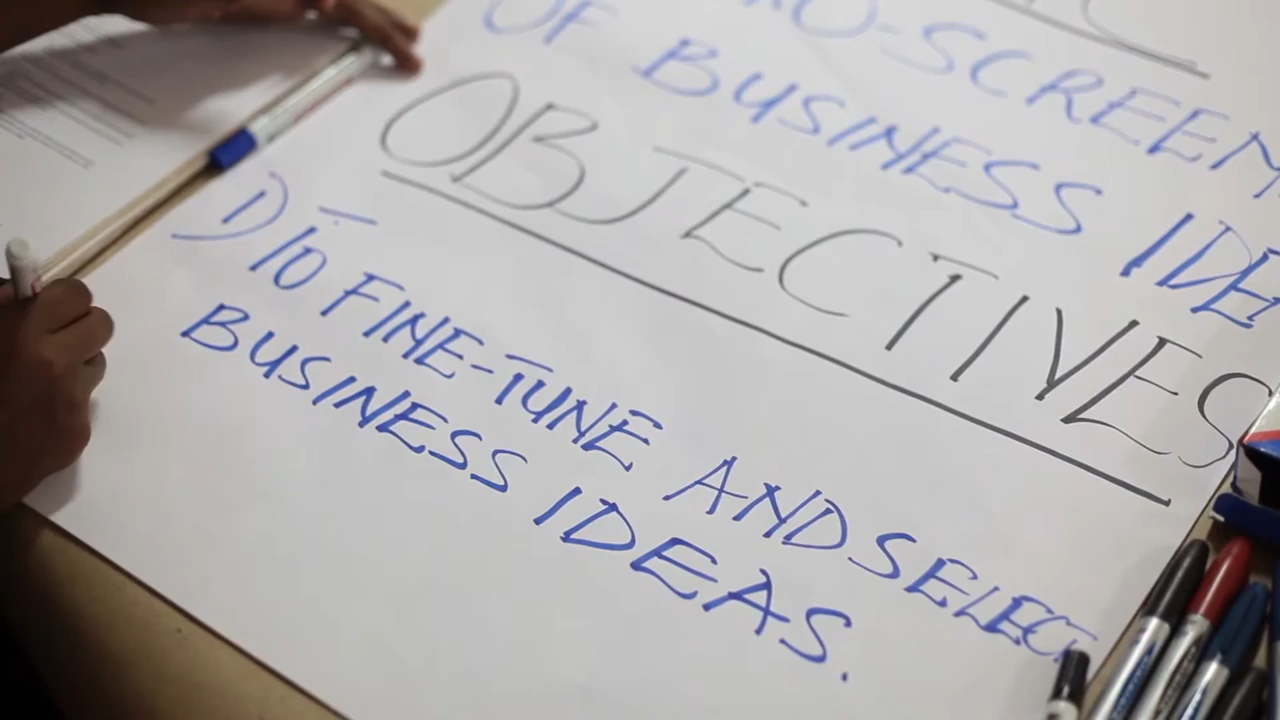 OF BUSINESS
OBJECTIVES
1) TO FINE-TUNE AND SELECT
BUSINESS IDEAS.